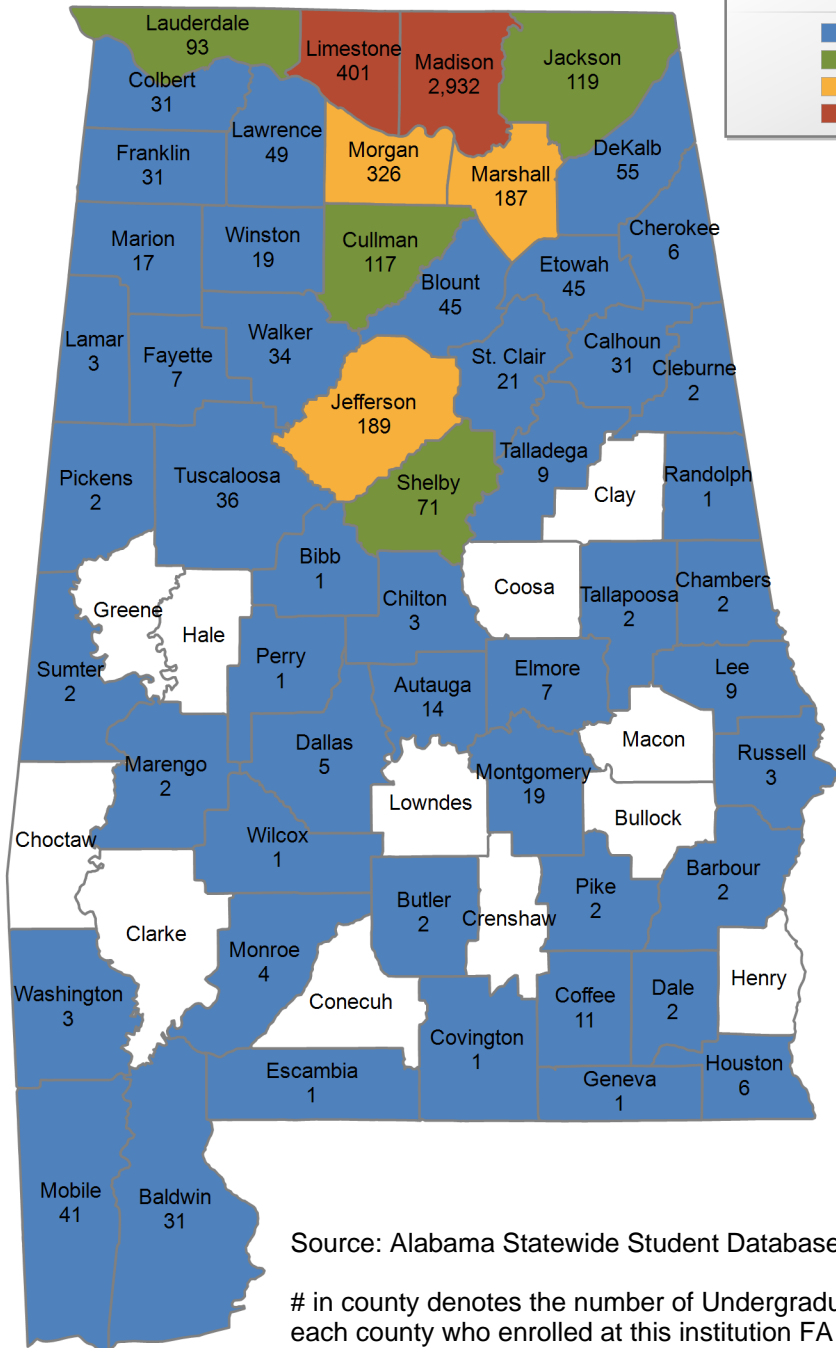 Lauderdale
93
Limestone
401
Madison
2,932
Jackson
119
Colbert
31
Lawrence
49
Franklin
31
Morgan
326
Marshall
187
DeKalb
55
Cherokee
6
Marion
17
Winston
19
Cullman
117
Blount
45
Etowah
45
Lamar
3
Fayette
7
Walker
34
St. Clair
21
Calhoun
31
Cleburne
2
Jefferson
189
Pickens
2
Tuscaloosa
36
Shelby
71
Talladega
9
Clay
Randolph
1
Bibb
1
Greene
Hale
Chilton
3
Coosa
Tallapoosa
2
Chambers
2
Sumter
2
Perry
1
Autauga
14
Elmore
7
Lee
9
Marengo
2
Dallas
5
Lowndes
Montgomery
19
Macon
Russell
3
Bullock
Choctaw
Wilcox
1
Butler
2
Crenshaw
Pike
2
Barbour
2
Clarke
Monroe
4
Washington
3
Conecuh
Covington
1
Coffee
11
Dale
2
Henry
Escambia
1
Geneva
1
Houston
6
Mobile
41
Baldwin
31
Source: Alabama Statewide Student Database
# in county denotes the number of Undergradu
each county who enrolled at this institution FA